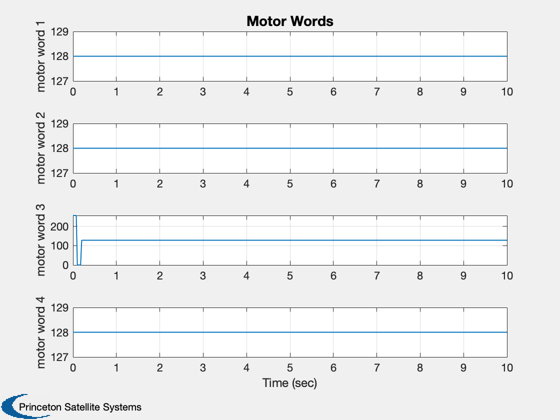 Motor Words
motor word 1
129
128
127
0 1 2 3 4 5 6 7 8 9 10
motor word 2
129
128
127
0 1 2 3 4 5 6 7 8 9 10
motor word 3
200
100
0
0 1 2 3 4 5 6 7 8 9 10
motor word 4
129
128
127
0 1 2 3 4 5 6 7 8 9 10
Time (sec)
Princeton Satellite Systems